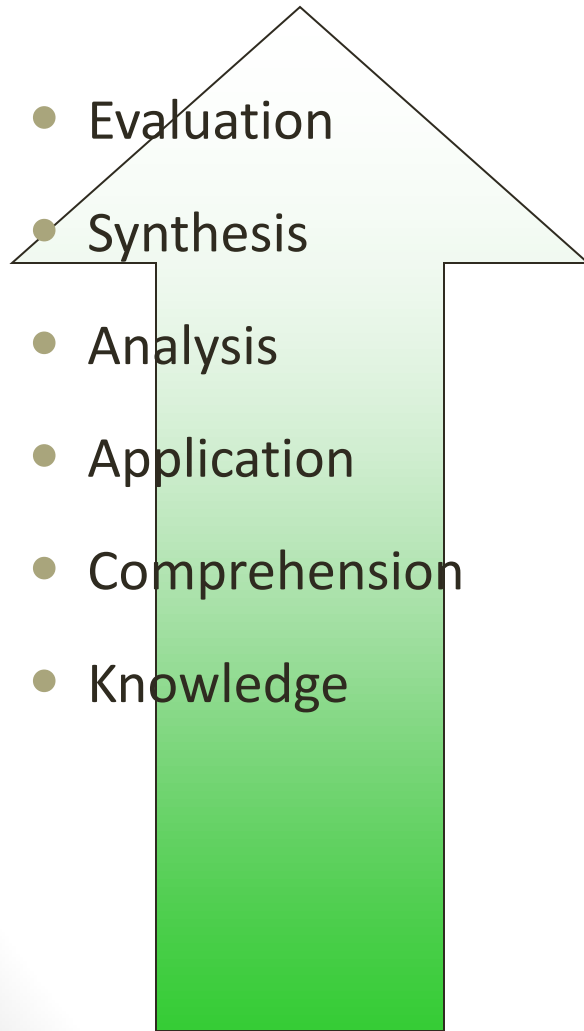 • Evaluation
• Synthesis
• Analysis
• Application
• Comprehension
• Knowledge